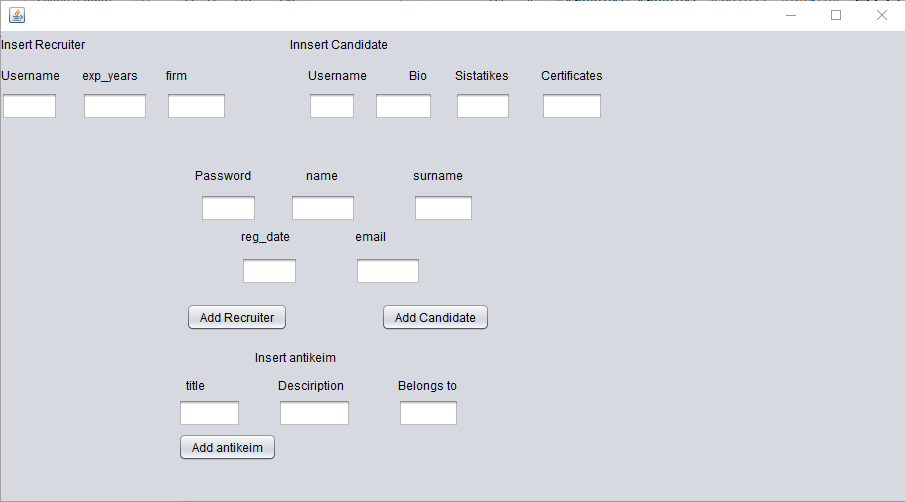 Insert Recruiter Innsert Candidate
Username exp_years firm Username Bio Sistatikes Certificates
Password name surname
reg_date email
Add Recruiter Add Candidate
Insert antikeim
title Desciription Belongs to
Add antikeim